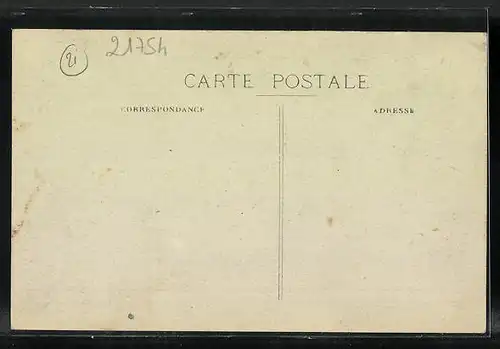 21
21754
CARTE POSTALE
CORRESPONDANCE
ADRESSE